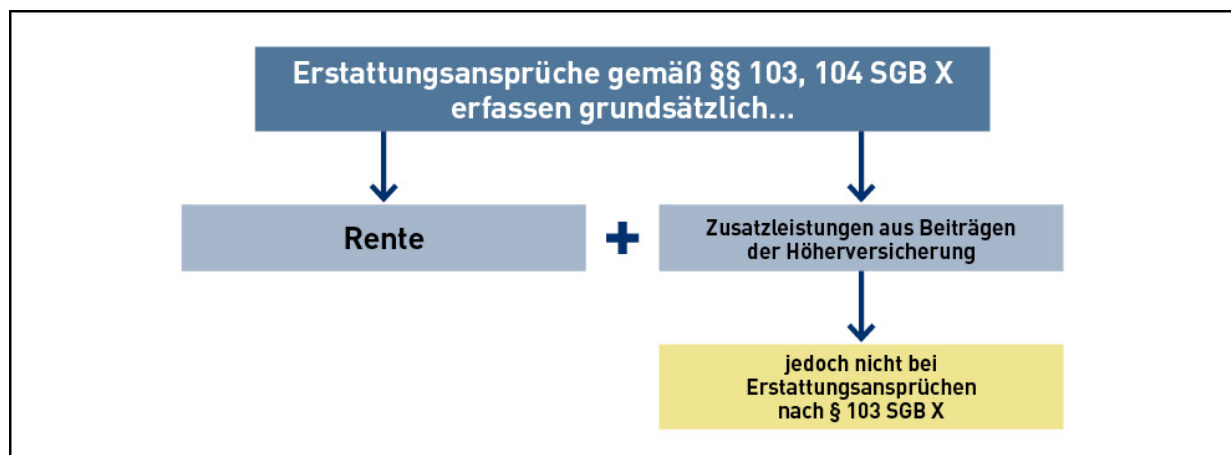 Erstattungsansprüche gemäß §§ 103, 104 SGB X
erfassen grundsätzlich...
Rente
+
Zusatzleistungen aus Beiträgen
der Höherversicherung
jedoch nicht bei
Erstattungsansprüchen
nach § 103 SGB X